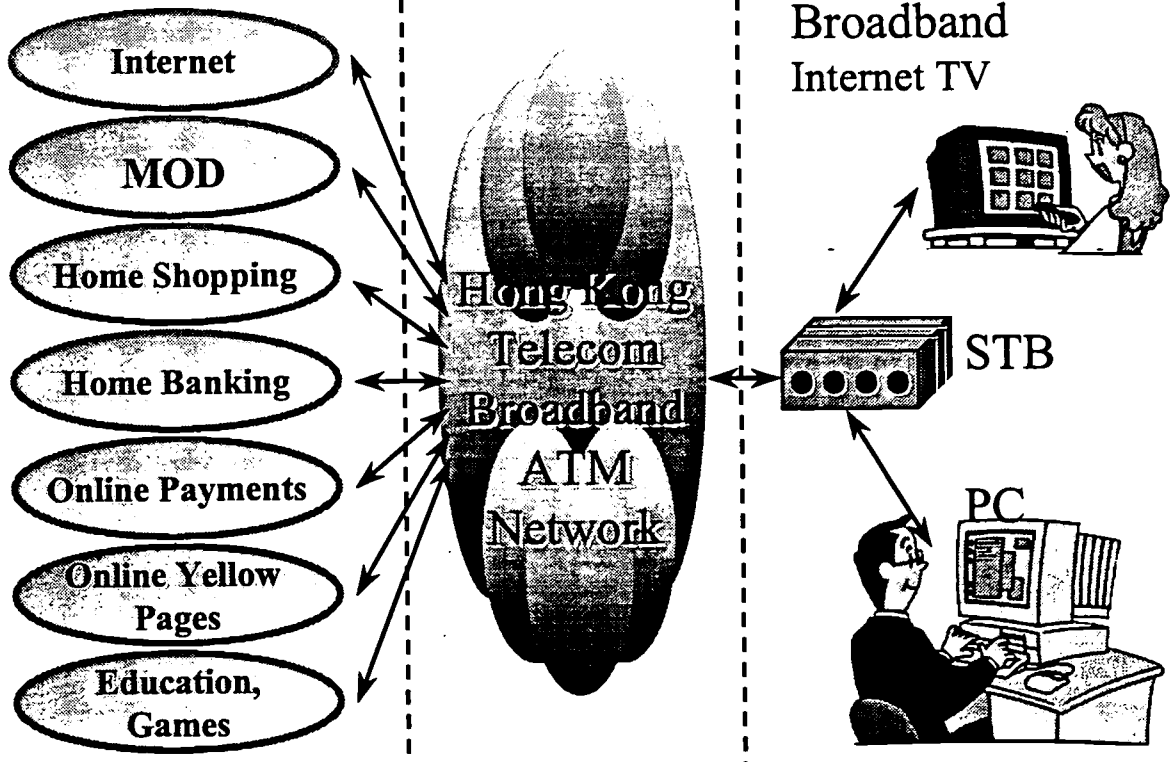 Internet
MOD
Home Shopping
Home Banking
Online Payments
Online Yellow
Pages
Education,
Games
Hong Kong
Telecom
Broadband
ATM
Network
Broadband
Internet TV
STB
PC